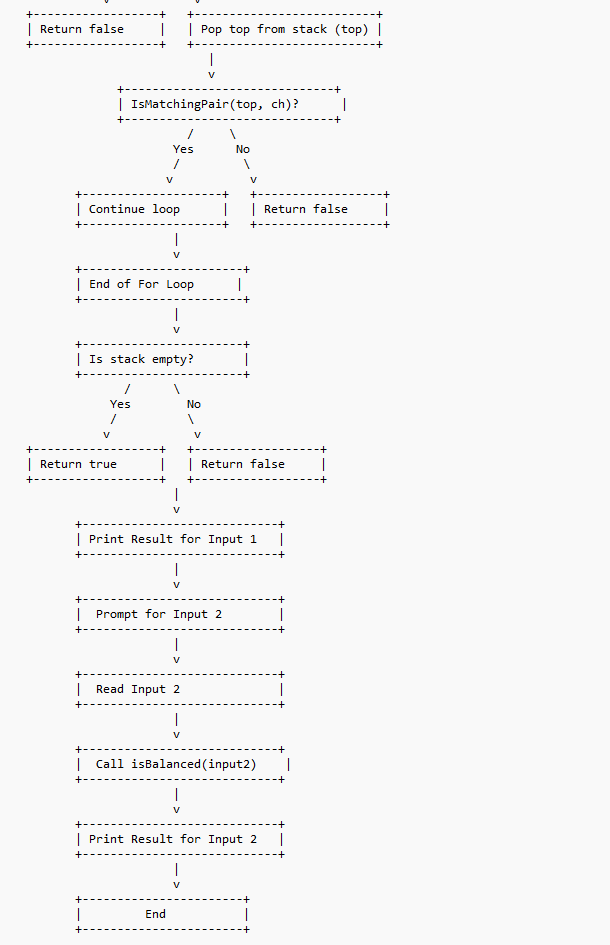 Return false Pop top from stack (top)
IsMatchingPair(top, ch)?
Yes No
Continue loop Return false
End of For Loop
Is stack empty?
Yes No
Return true Return false
Print Result for Input 1
Prompt for Input 2
Read Input 2
Call isBalanced(input2)
Print Result for Input 2
End